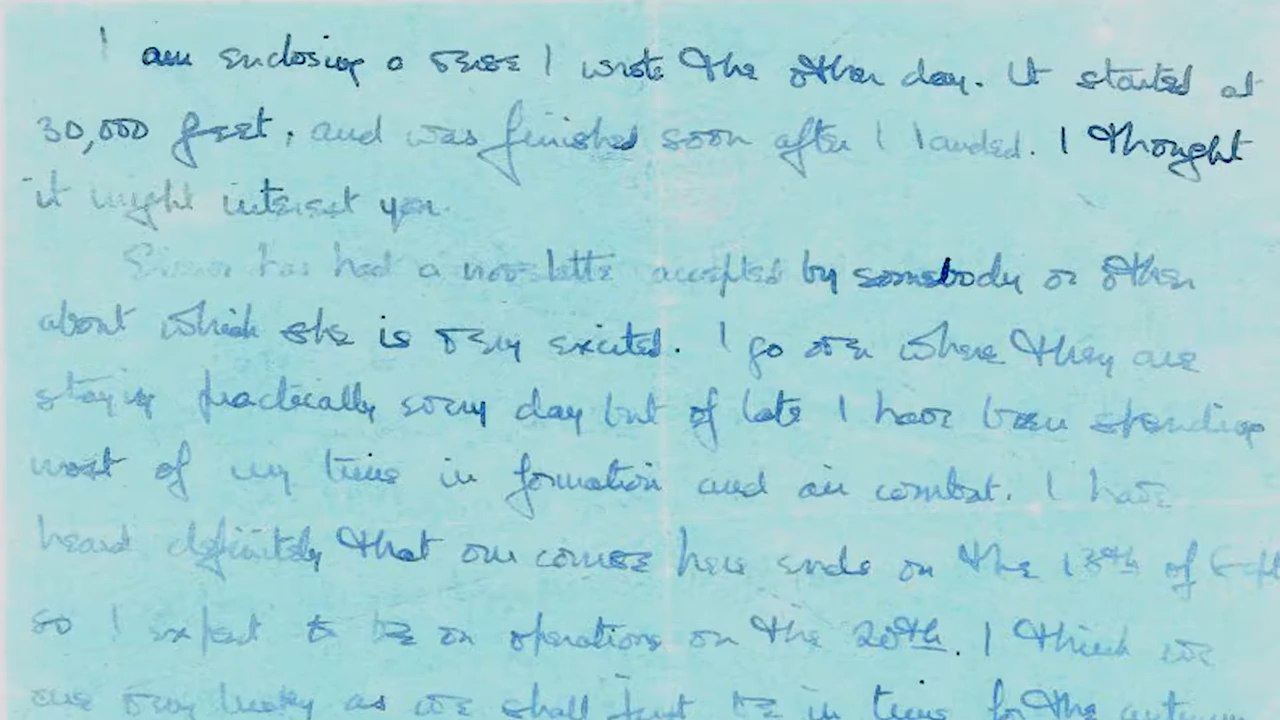 I am enclosing a verse I wrote the other day. It started at
30,000 feet, and was finished soon after I landed. I thought
it might interest you.
has had a novelette accepted by somebody or other
about which she is very excited. I go over where they are
staying practically every day but of late I have been spending
most of my time in formation and air combat. I have
heard definitely that our course here ends on the 13th of Sept
so I expect to be on operations on the 20th. I think we
are very lucky as we shall just be in time for the autumn